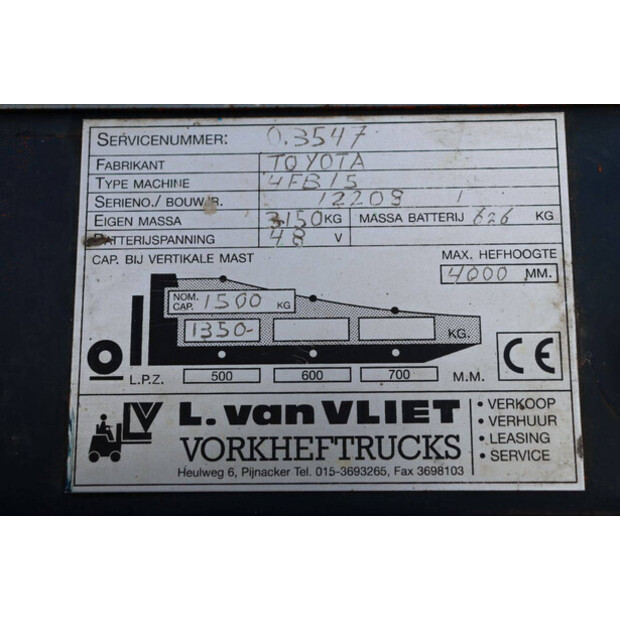 SERVICENUMMER: 0.3547
FABRIKANT TOYOTA
TYPE MACHINE 4FB15
SERIENO./ BOUWJR. 12208 /
EIGEN MASSA 3150 KG MASSA BATTERIJ 626 KG
BATTERIJSPANNING 48 V
CAP. BIJ VERTIKALE MAST MAX. HEFHOOGTE
4000 MM.
NOM. CAP. 1500 KG
1350- KG.
L.P.Z. 500 600 700 M.M.
CE
LV L. van VLIET
VORKHEFTRUCKS
Heulweg 6, Pijnacker Tel. 015-3693265, Fax 3698103
• VERKOOP
• VERHUUR
• LEASING
• SERVICE